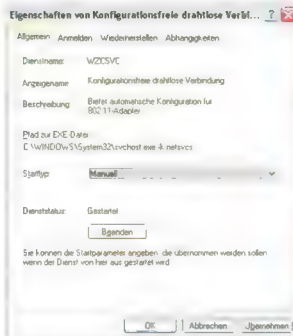 Eigenschaften von Konfigurationsfreie drahtlose Verbi... ? X
Allgemein Anmelden Wiederherstellen Abhängigkeiten
Dienstname: WZCSVC
Anzeigename: Konfigurationsfreie drahtlose Verbindung
Beschreibung: Bietet automatische Konfiguration für
802.11-Adapter
Pfad zur EXE-Datei:
C:\WINDOWS\System32\svchost.exe -k netsvcs
Starttyp: Manuell
Dienststatus: Gestartet
Beenden
Sie können die Startparameter angeben, die übernommen werden sollen,
wenn der Dienst von hier aus gestartet wird.
OK Abbrechen Übernehmen